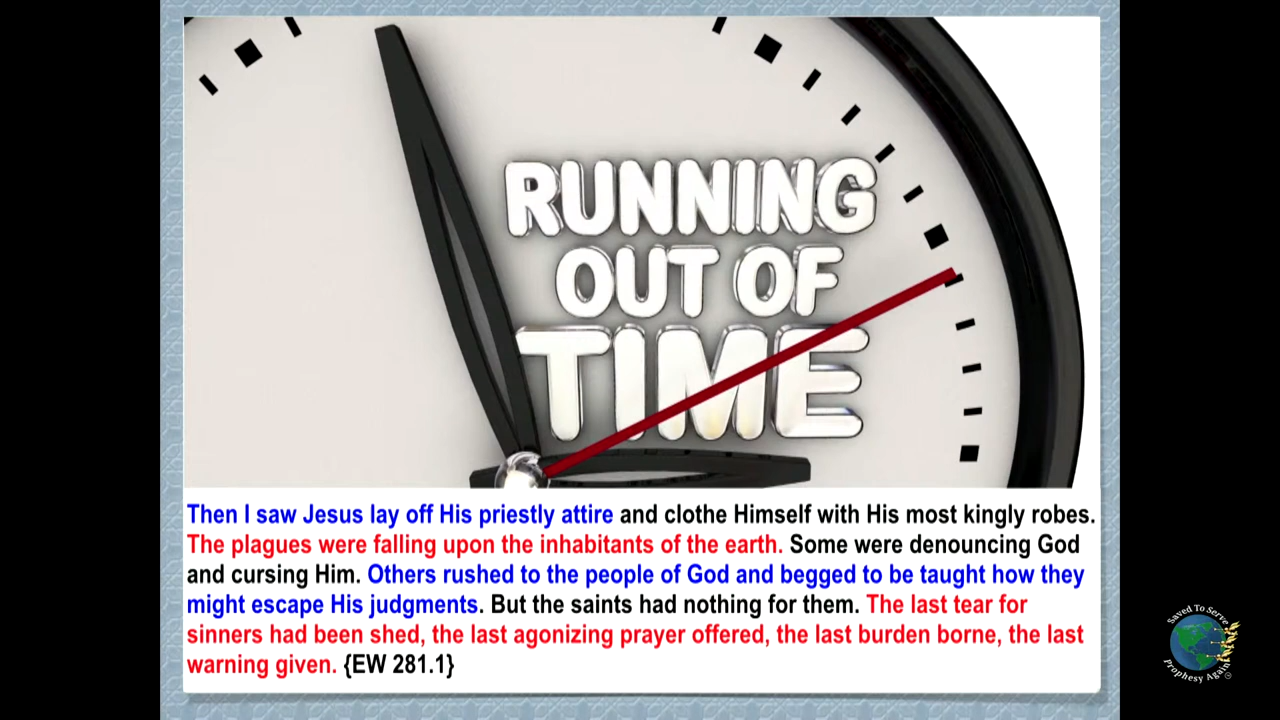 RUNNING
OUT OF
TIME
Then I saw Jesus lay off His priestly attire and clothe Himself with His most kingly robes.
The plagues were falling upon the inhabitants of the earth. Some were denouncing God
and cursing Him. Others rushed to the people of God and begged to be taught how they
might escape His judgments. But the saints had nothing for them. The last tear for
sinners had been shed, the last agonizing prayer offered, the last burden borne, the last
warning given. {EW 281.1}
Saved To Serve
Prophesy Again